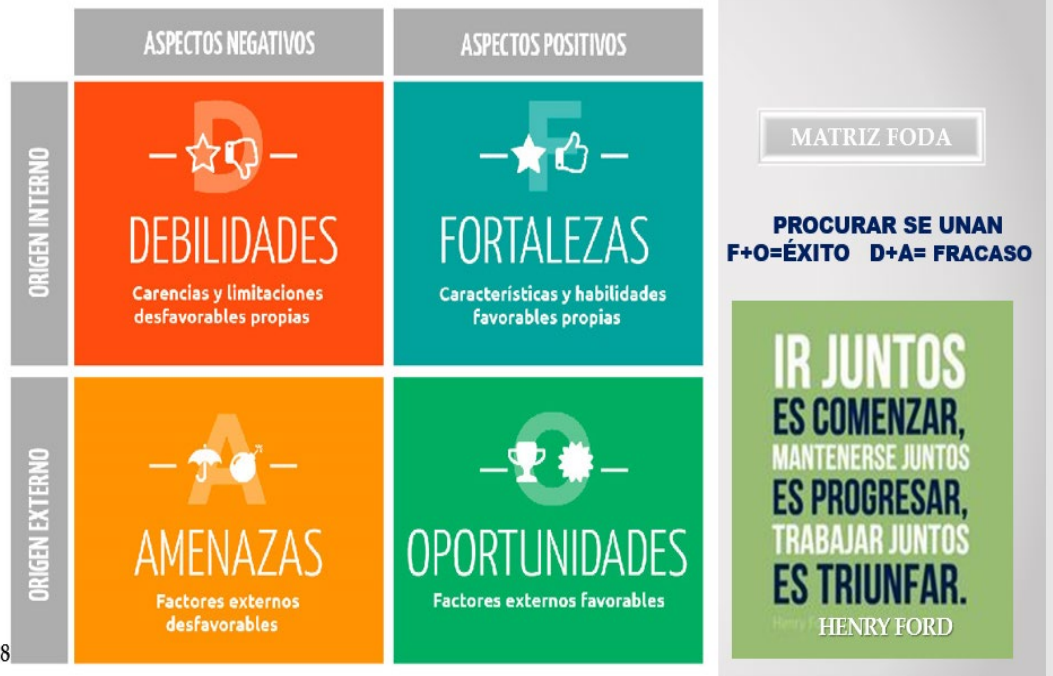 ASPECTOS NEGATIVOS
ASPECTOS POSITIVOS
ORIGEN INTERNO
D
DEBILIDADES
Carencias y limitaciones
desfavorables propias
F
FORTALEZAS
Características y habilidades
favorables propias
ORIGEN EXTERNO
A
AMENAZAS
Factores externos
desfavorables
O
OPORTUNIDADES
Factores externos favorables
8
MATRIZ FODA
PROCURAR SE UNAN
F+O=ÉXITO D+A= FRACASO
IR JUNTOS
ES COMENZAR,
MANTENERSE JUNTOS
ES PROGRESAR,
TRABAJAR JUNTOS
ES TRIUNFAR.
Henry
HENRY FORD